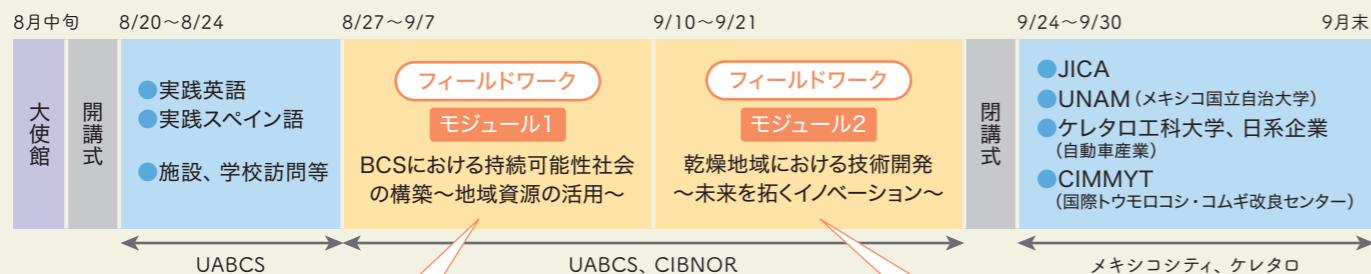 8月中旬
8/20～8/24
8/27～9/7
9/10～9/21
9/24～9/30
9月末
大使館
開講式
●実践英語
●実践スペイン語
●施設、学校訪問等
フィールドワーク
モジュール1
BCSにおける持続可能性社会
の構築～地域資源の活用～
フィールドワーク
モジュール2
乾燥地域における技術開発
～未来を拓くイノベーション～
閉講式
●JICA
●UNAM（メキシコ国立自治大学）
●ケレタロ工科大学、日系企業
（自動車産業）
●CIMMYT
（国際トウモロコシ・コムギ改良センター）
UABCS
UABCS、CIBNOR
メキシコシティ、ケレタロ